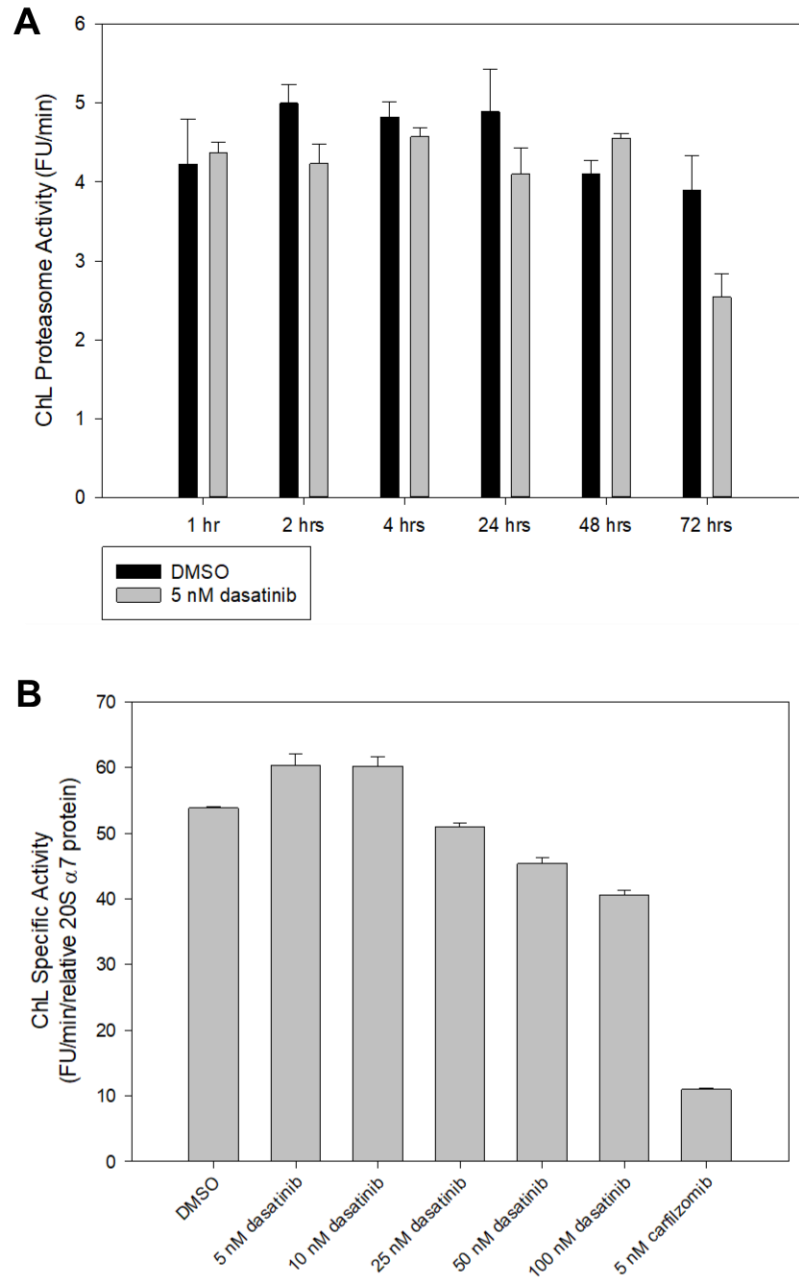 A
ChL Proteasome Activity (FU/min)
6
5
4
3
2
1
0
1 hr 2 hrs 4 hrs 24 hrs 48 hrs 72 hrs
DMSO
5 nM dasatinib
B
ChL Specific Activity
(FU/min/relative 20S α7 protein)
70
60
50
40
30
20
10
0
DMSO
5 nM dasatinib
10 nM dasatinib
25 nM dasatinib
50 nM dasatinib
100 nM dasatinib
5 nM carfilzomib